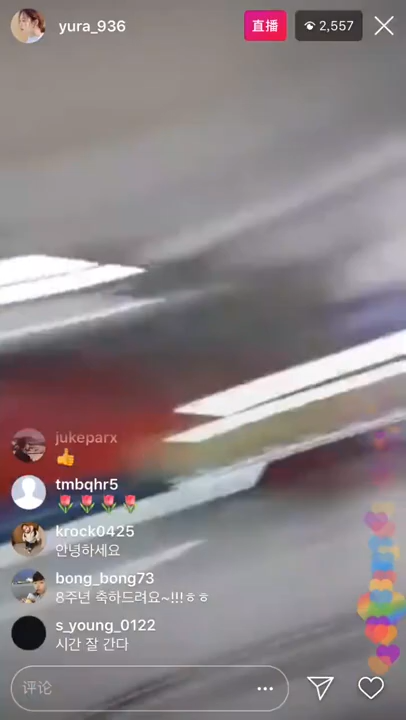 yura_936
直播
2,557
jukeparx
👍
tmbqhr5
🌷🌷🌷🌷
krock0425
안녕하세요
bong_bong73
8주년 축하드려요~!!!ㅎㅎ
s_young_0122
시간 잘 간다
评论